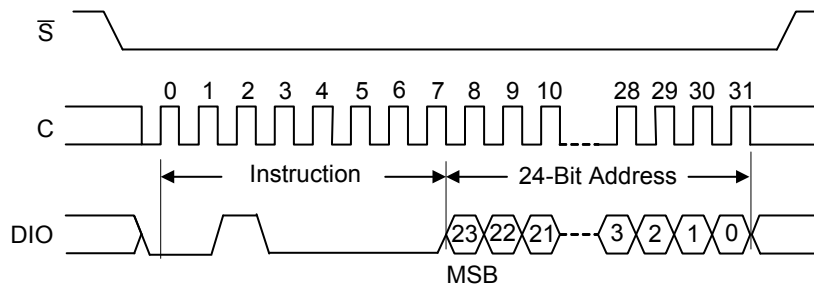 S
0 1 2 3 4 5 6 7 8 9 10 28 29 30 31
C
Instruction 24-Bit Address
DIO 23 22 21 3 2 1 0
MSB